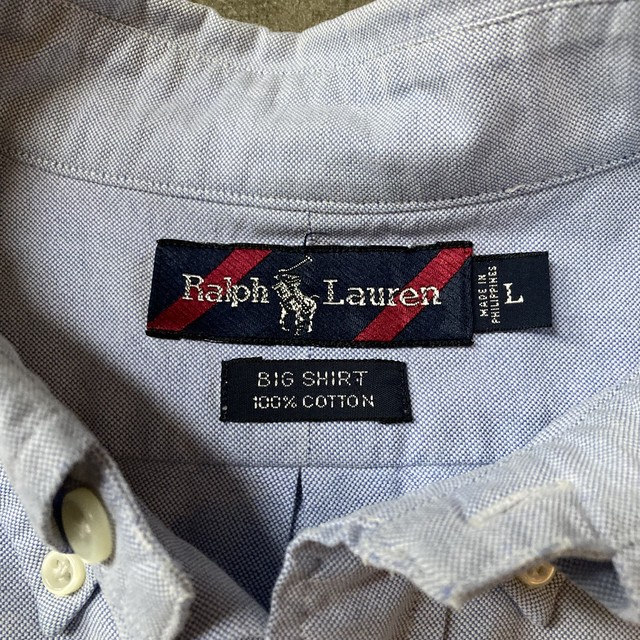 Ralph Lauren
MADE IN
PHILIPPINES
L
BIG SHIRT
100% COTTON